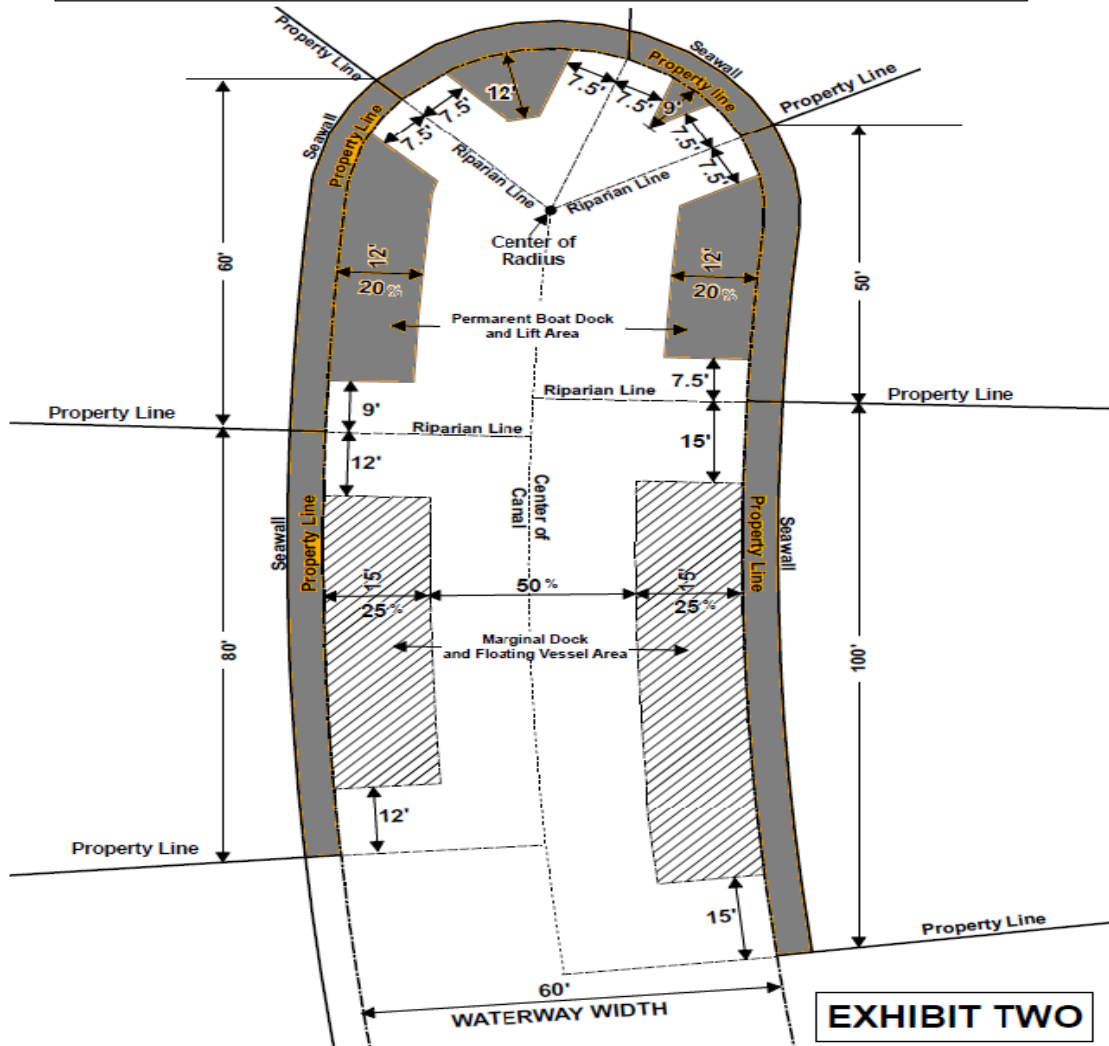 Property Line
Seawall
Property line
Property Line
Seawall
Property Line
12'
7.5'
7.5'
9'
7.5'
7.5'
7.5'
7.5'
Riparian Line
Riparian Line
Center of
Radius
60'
50'
12'
20 %
12'
20 %
Permanent Boat Dock
and Lift Area
7.5'
9'
Riparian Line
Property Line
Property Line
Riparian Line
12'
15'
Center of
Canal
Seawall
Property Line
Property Line
Seawall
15'
25 %
50 %
15'
25 %
Marginal Dock
and Floating Vessel Area
80'
100'
12'
Property Line
15'
Property Line
60'
WATERWAY WIDTH
EXHIBIT TWO